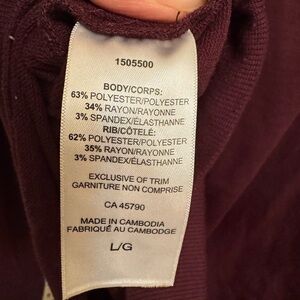 1505500
BODY/CORPS:
63% POLYESTER/POLYESTER
34% RAYON/RAYONNE
3% SPANDEX/ÉLASTHANNE
RIB/CÔTELÉ:
62% POLYESTER/POLYESTER
35% RAYON/RAYONNE
3% SPANDEX/ÉLASTHANNE
EXCLUSIVE OF TRIM
GARNITURE NON COMPRISE
CA 45790
MADE IN CAMBODIA
FABRIQUÉ AU CAMBODGE
L/G